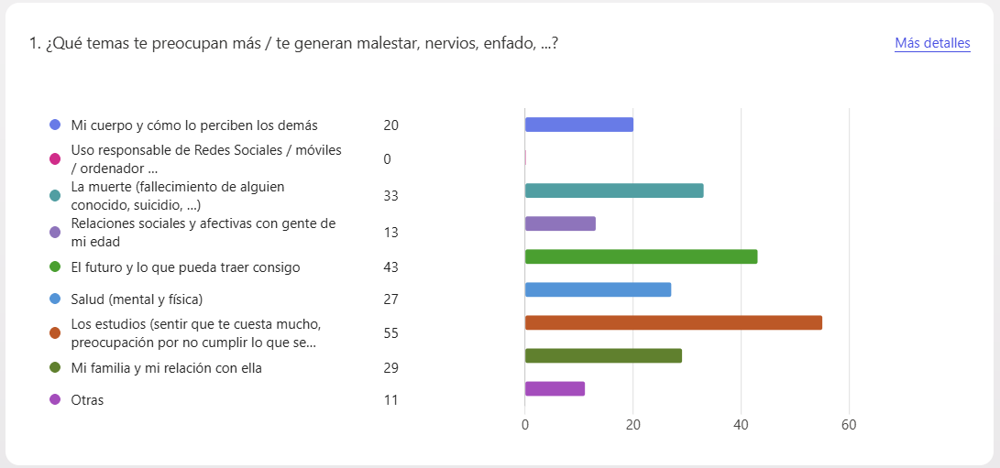 1. ¿Qué temas te preocupan más / te generan malestar, nervios, enfado, ...?
Más detalles
Mi cuerpo y cómo lo perciben los demás 20
Uso responsable de Redes Sociales / móviles
/ ordenador ... 0
La muerte (fallecimiento de alguien
conocido, suicidio, ...) 33
Relaciones sociales y afectivas con gente de
mi edad 13
El futuro y lo que pueda traer consigo 43
Salud (mental y física) 27
Los estudios (sentir que te cuesta mucho,
preocupación por no cumplir lo que se... 55
Mi familia y mi relación con ella 29
Otras 11
0 20 40 60